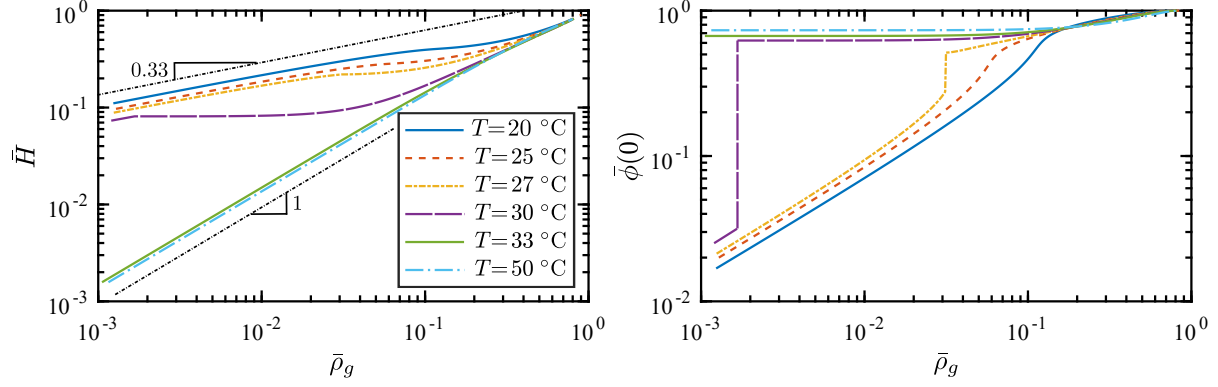 10^0
10^-1
10^-2
10^-3
H̄
0.33
1
T=20 °C
T=25 °C
T=27 °C
T=30 °C
T=33 °C
T=50 °C
10^-3 10^-2 10^-1 10^0
ρ̄_g
10^0
10^-1
10^-2
ϕ̄(0)
10^-3 10^-2 10^-1 10^0
ρ̄_g